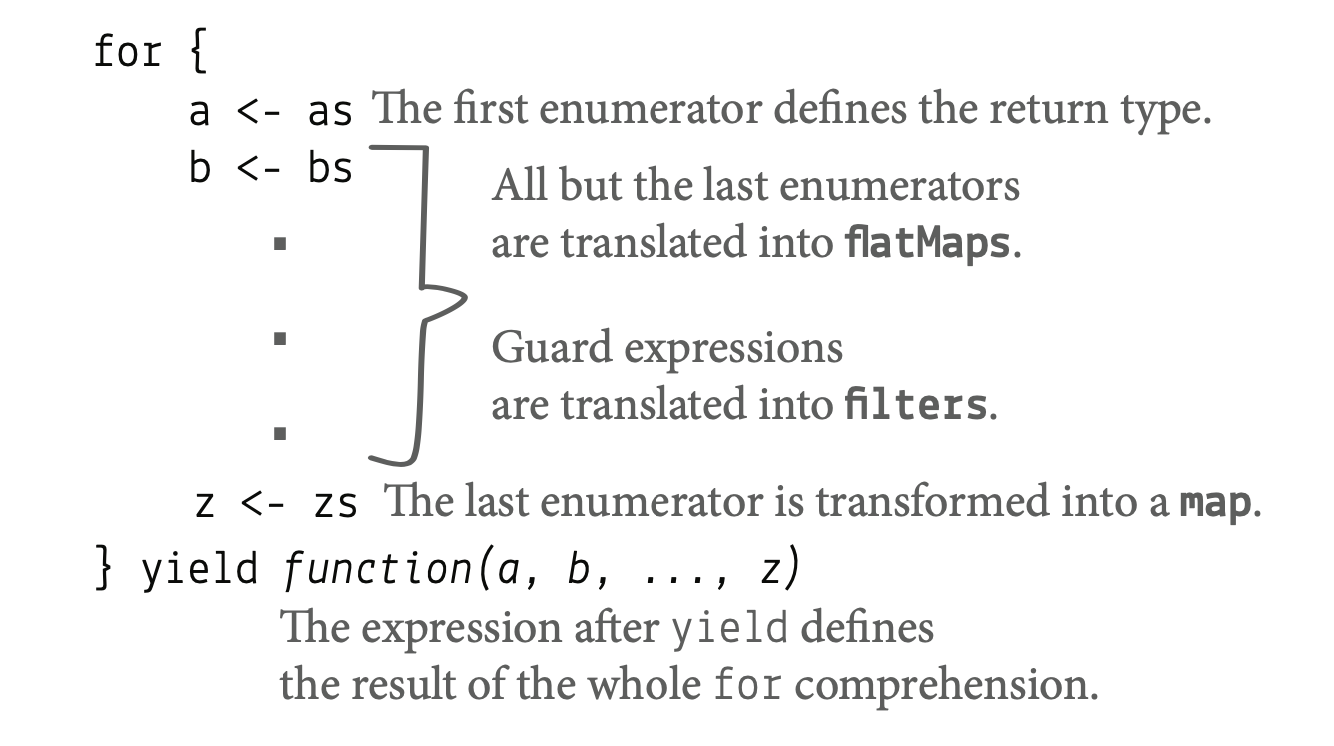 for {
a <- as The first enumerator defines the return type.
b <- bs
All but the last enumerators
are translated into flatMaps.
Guard expressions
are translated into filters.
z <- zs The last enumerator is transformed into a map.
} yield function(a, b, ..., z)
The expression after yield defines
the result of the whole for comprehension.